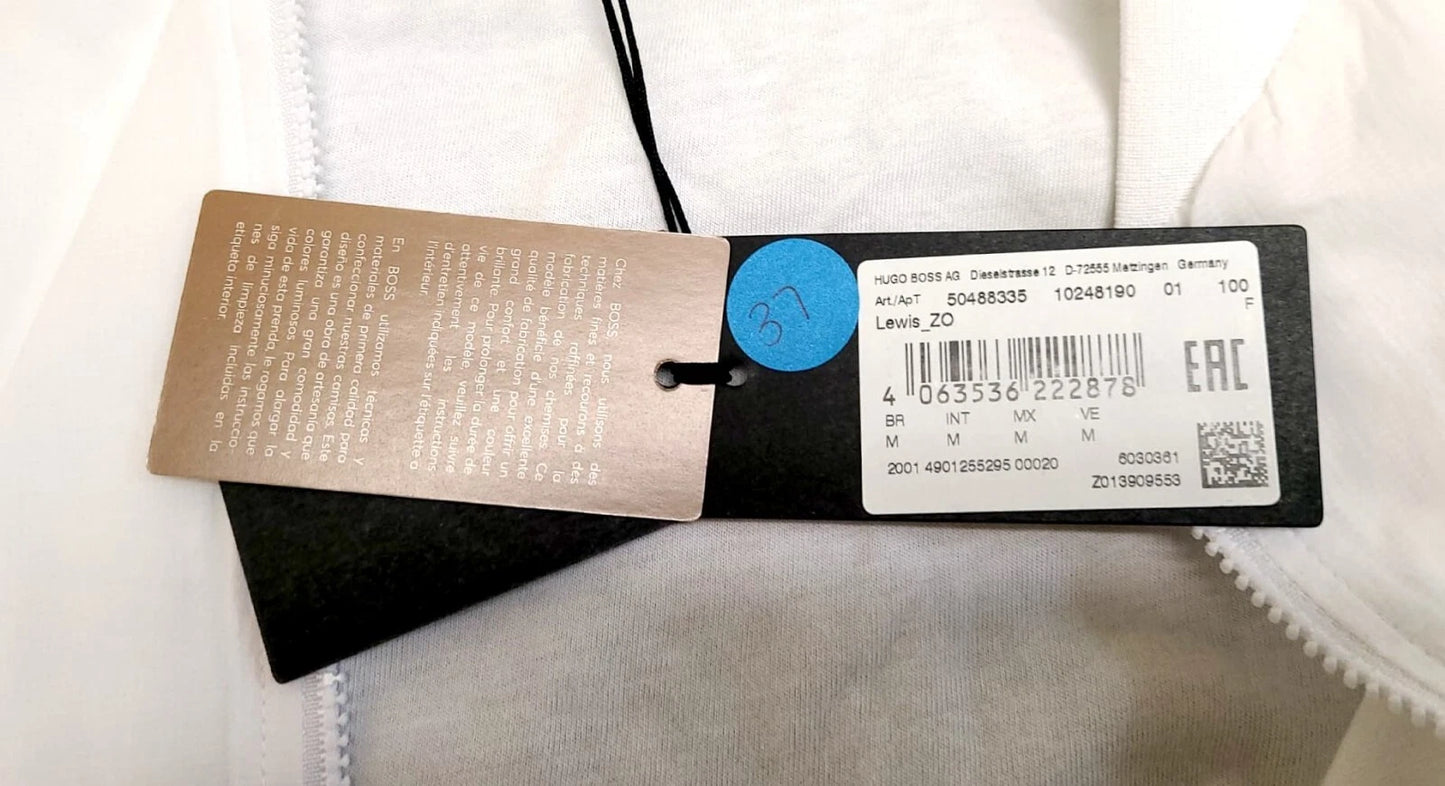 Chez BOSS, nous utilisons des
matières fines et recourons à des
techniques raffinées pour la
fabrication de nos chemises. Ce
modèle bénéficie d'une excellente
qualité de fabrication pour offrir un
grand confort et une couleur
brillante. Pour prolonger la durée de
vie de ce modèle, veuillez suivre
attentivement les instructions
d'entretien indiquées sur l'étiquette à
l'intérieur.
En BOSS utilizamos técnicas y
materiales de primera calidad para
confeccionar nuestras camisas. Este
diseño es una obra de artesanía que
garantiza una gran comodidad y
colores luminosos. Para alargar la
vida de esta prenda, le rogamos que
siga minuciosamente las instruccio-
nes de limpieza incluidas en la
etiqueta interior.
37
HUGO BOSS AG Dieselstrasse 12 D-72555 Metzingen Germany
Art./ApT 50488335 10248190 01 100
F
Lewis_ZO
4 063536 222878
EAC
BR INT MX VE
M M M M
2001 4901255295 00020
6030361
Z013909553